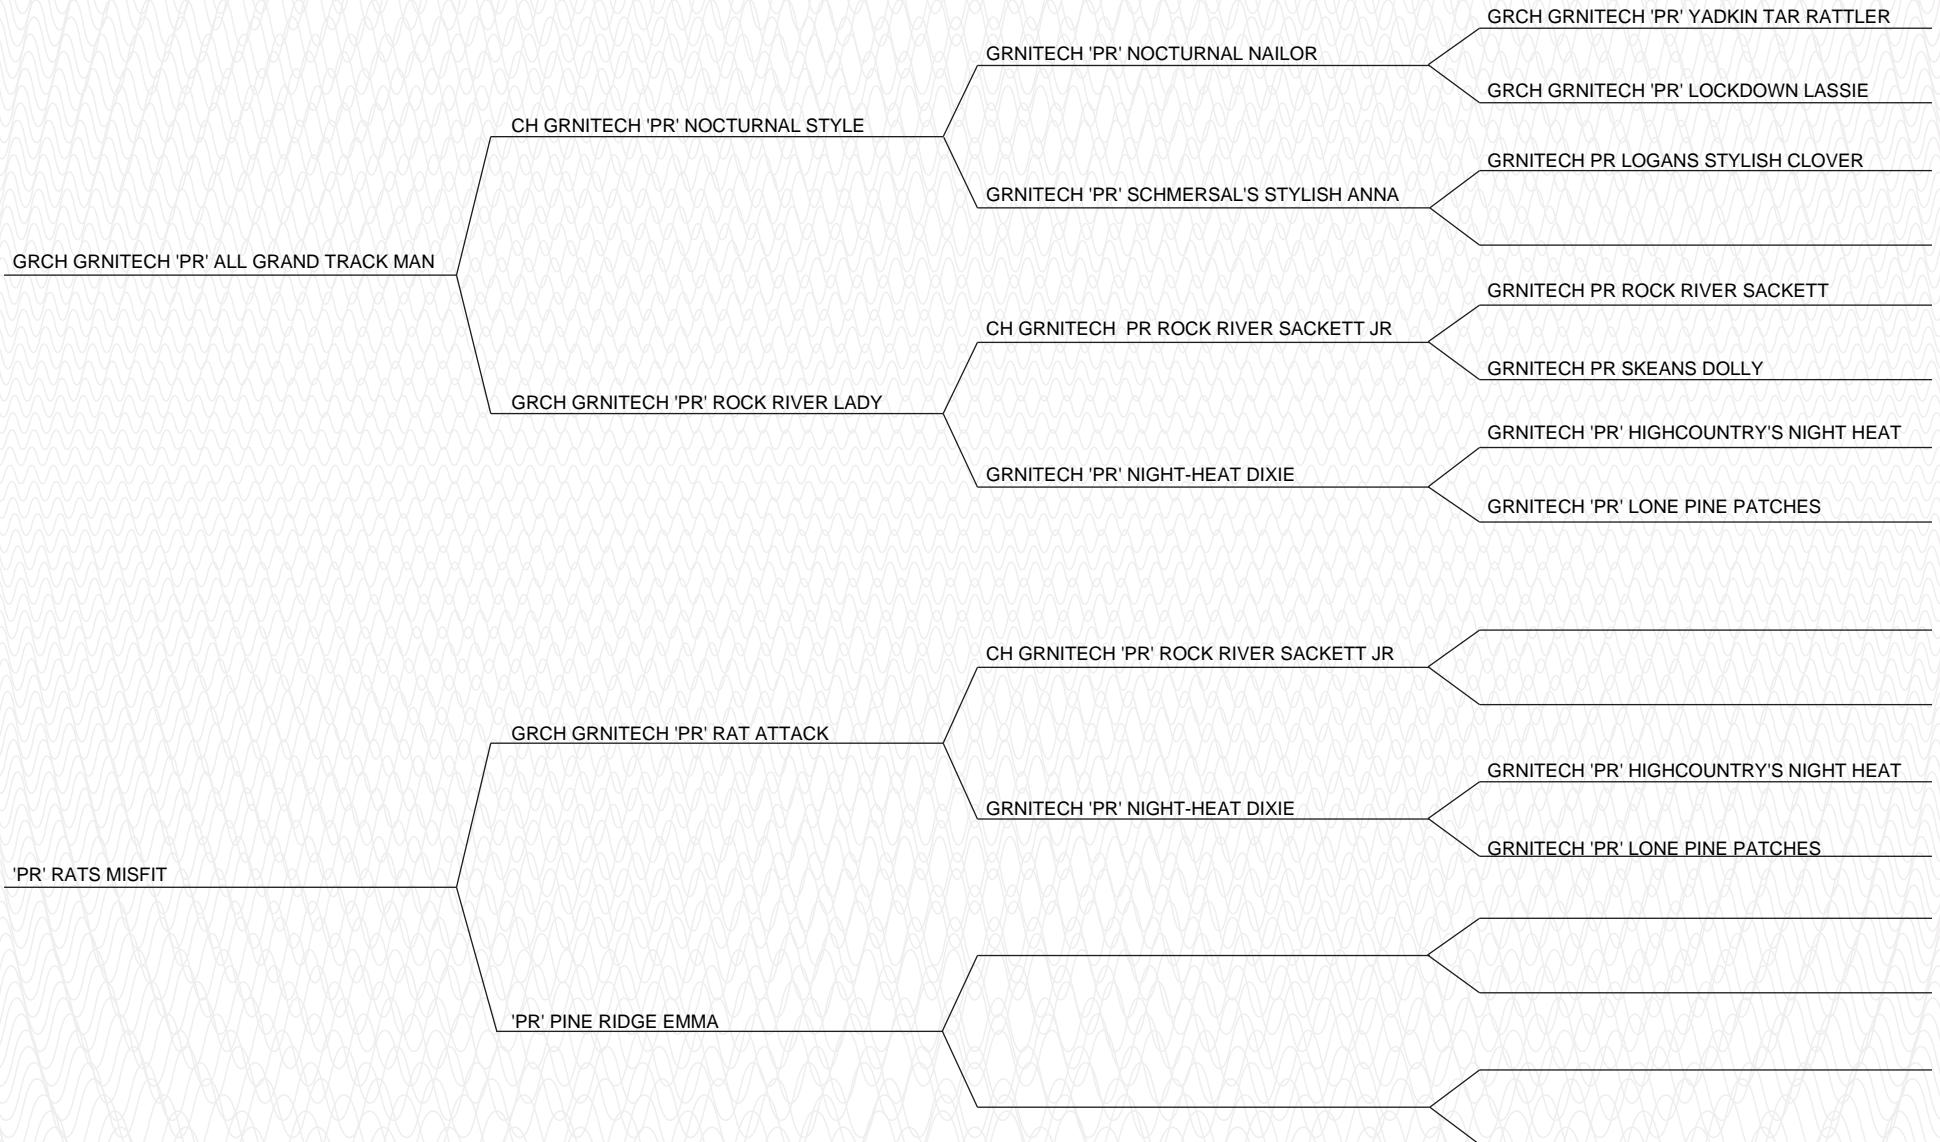 GRCH GRNITECH 'PR' YADKIN TAR RATTLER
GRNITECH 'PR' NOCTURNAL NAILOR
GRCH GRNITECH 'PR' LOCKDOWN LASSIE
CH GRNITECH 'PR' NOCTURNAL STYLE
GRNITECH PR LOGANS STYLISH CLOVER
GRNITECH 'PR' SCHMERSAL'S STYLISH ANNA
GRCH GRNITECH 'PR' ALL GRAND TRACK MAN
GRNITECH PR ROCK RIVER SACKETT
CH GRNITECH  PR ROCK RIVER SACKETT JR
GRNITECH PR SKEANS DOLLY
GRCH GRNITECH 'PR' ROCK RIVER LADY
GRNITECH 'PR' HIGHCOUNTRY'S NIGHT HEAT
GRNITECH 'PR' NIGHT-HEAT DIXIE
GRNITECH 'PR' LONE PINE PATCHES
CH GRNITECH 'PR' ROCK RIVER SACKETT JR
GRCH GRNITECH 'PR' RAT ATTACK
GRNITECH 'PR' HIGHCOUNTRY'S NIGHT HEAT
GRNITECH 'PR' NIGHT-HEAT DIXIE
GRNITECH 'PR' LONE PINE PATCHES
'PR' RATS MISFIT
'PR' PINE RIDGE EMMA